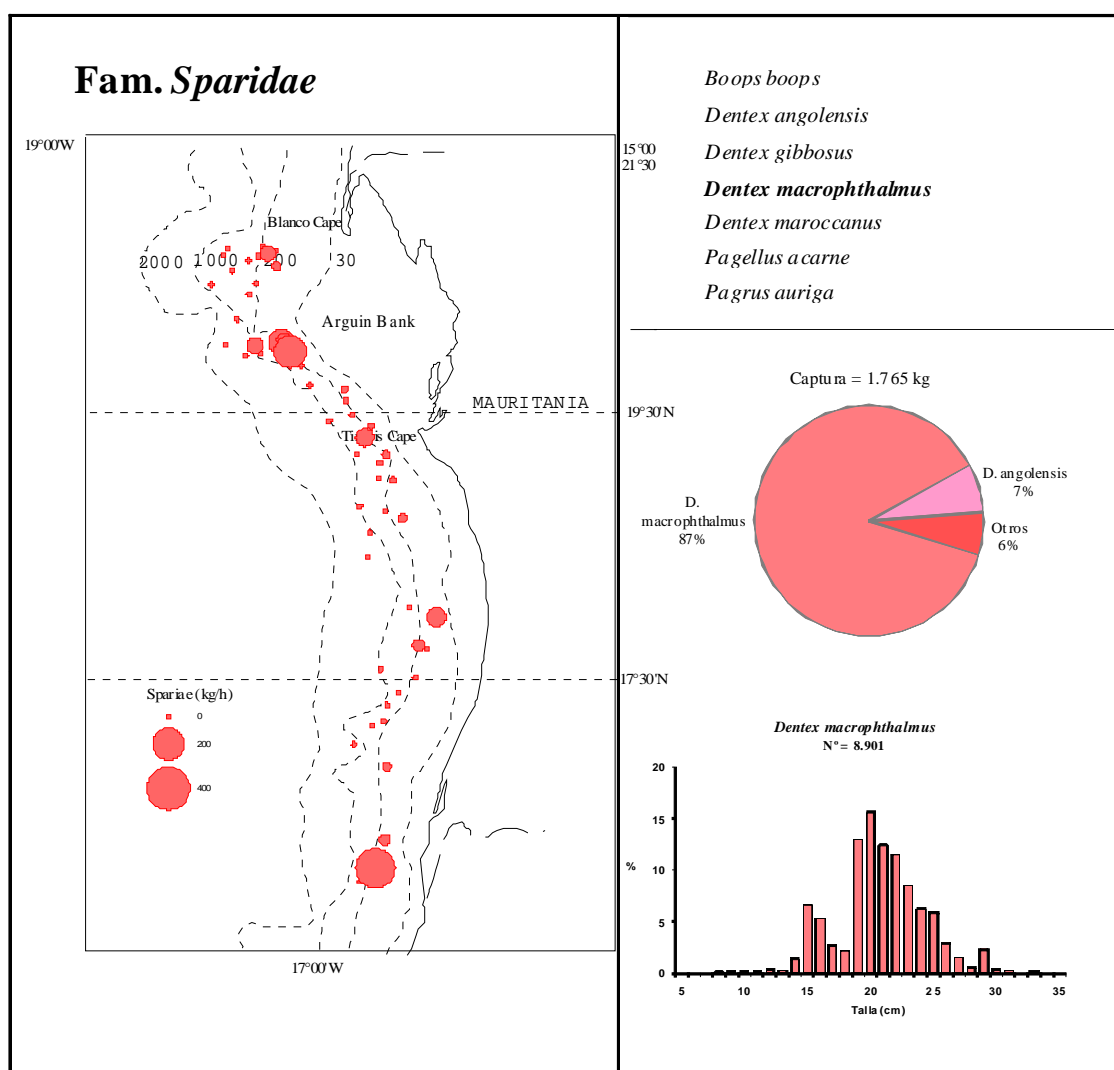 Fam. Sparidae
19°00'W
15°00
21°30
Blanco Cape
2000 1000 200 30
Arguin Bank
MAURITANIA
19°30'N
Cape
17°30'N
Spariae (kg/h)
0
200
400
17°00'W
Boops boops
Dentex angolensis
Dentex gibbosus
Dentex macrophthalmus
Dentex maroccanus
Pagellus acarne
Pagrus auriga
Captura = 1.765 kg
D. angolensis
7%
D.
macrophthalmus
87%
Otros
6%
Dentex macrophthalmus
Nº = 8.901
20
15
%
10
5
0
5 10 15 20 25 30 35
Talla (cm)